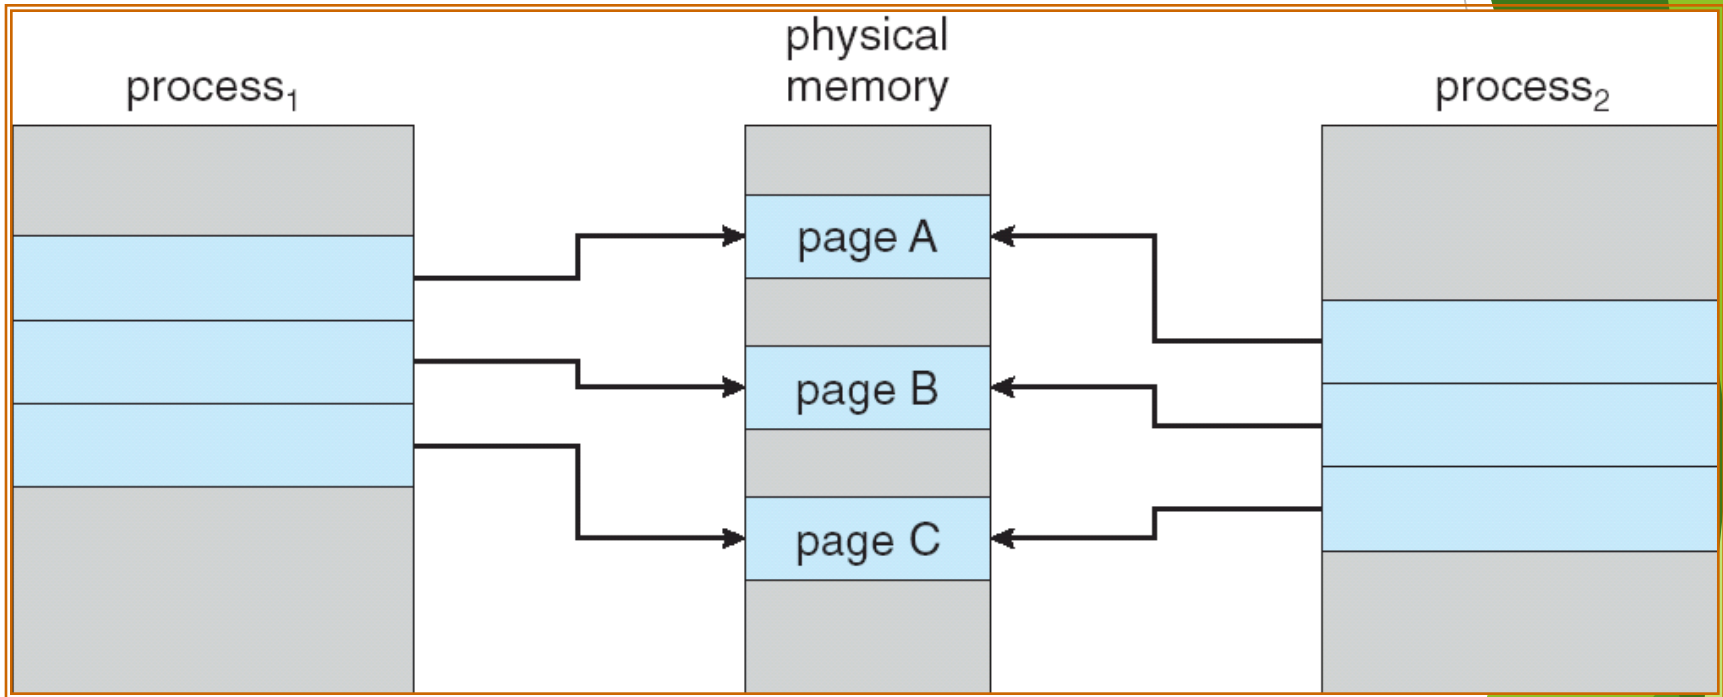 physical
memory
process₁
process₂
page A
page B
page C